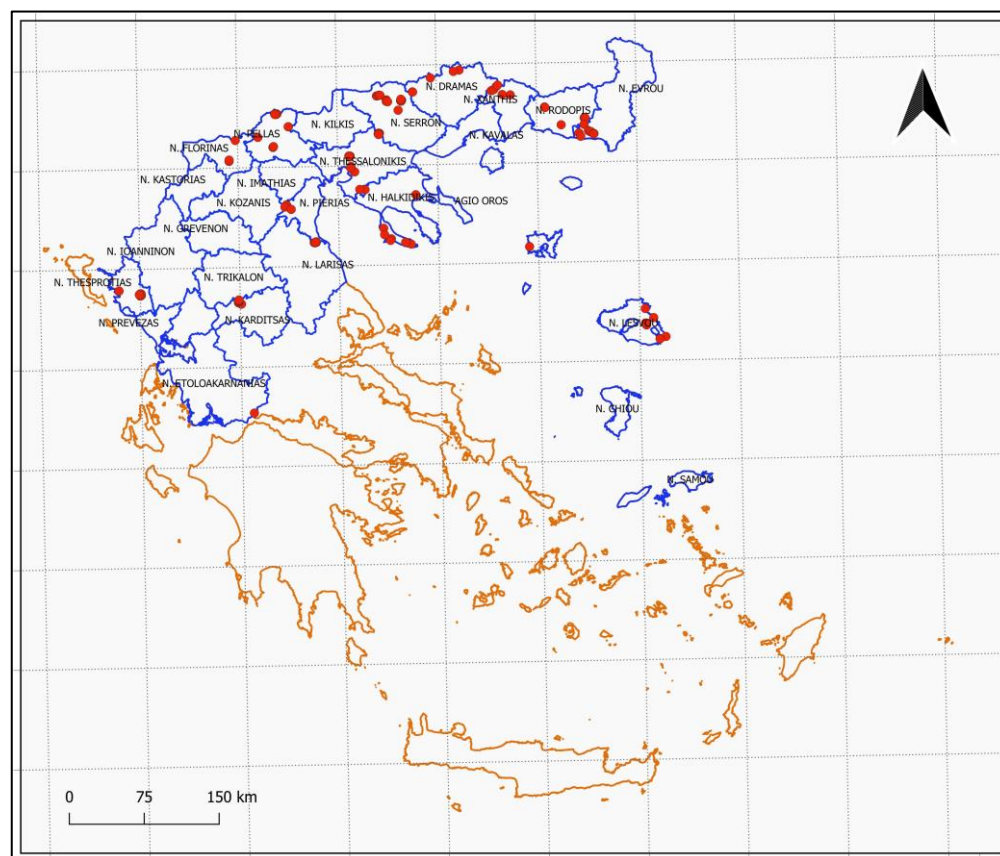 N. DRAMAS
N. EVROU
N. XANTHIS
N. RODOPIS
N. KILKIS
N. SERRON
N. PELLAS
N. KAVALAS
N. FLORINAS
N. THESSALONIKIS
N. KASTORIAS
N. IMATHIAS
N. HALKIDIKIS
AGIO OROS
N. KOZANIS
N. PIERIAS
N. GREVENON
N. IOANNINON
N. LARISAS
N. TRIKALON
N. THESPROTIAS
N. PREVEZAS
N. KARDITSAS
N. LESVOU
N. ETOLOAKARNANIAS
N. CHIOU
N. SAMOU
0 75 150 km